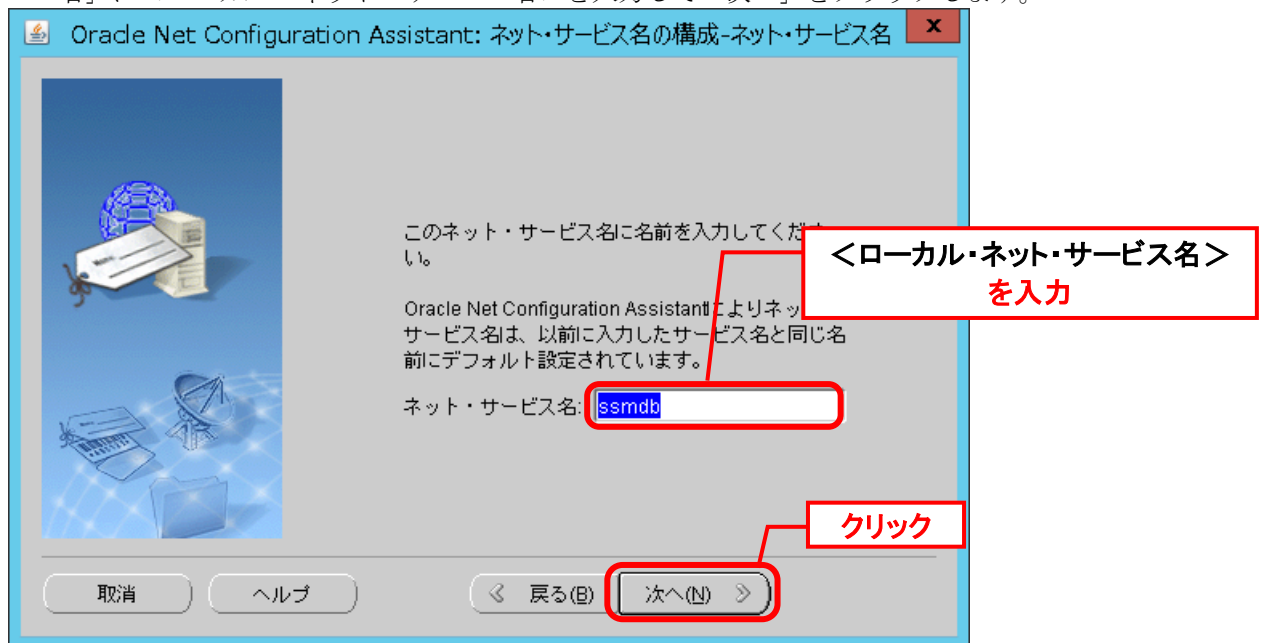 Oracle Net Configuration Assistant: ネット・サービス名の構成-ネット・サービス名
このネット・サービス名に名前を入力してくだ
い。
<ローカル・ネット・サービス名>
を入力
Oracle Net Configuration Assistantによりネッ
サービス名は、以前に入力したサービス名と同じ名
前にデフォルト設定されています。
ネット・サービス名: ssmdb
クリック
取消 ヘルプ 戻る(B) 次へ(N)